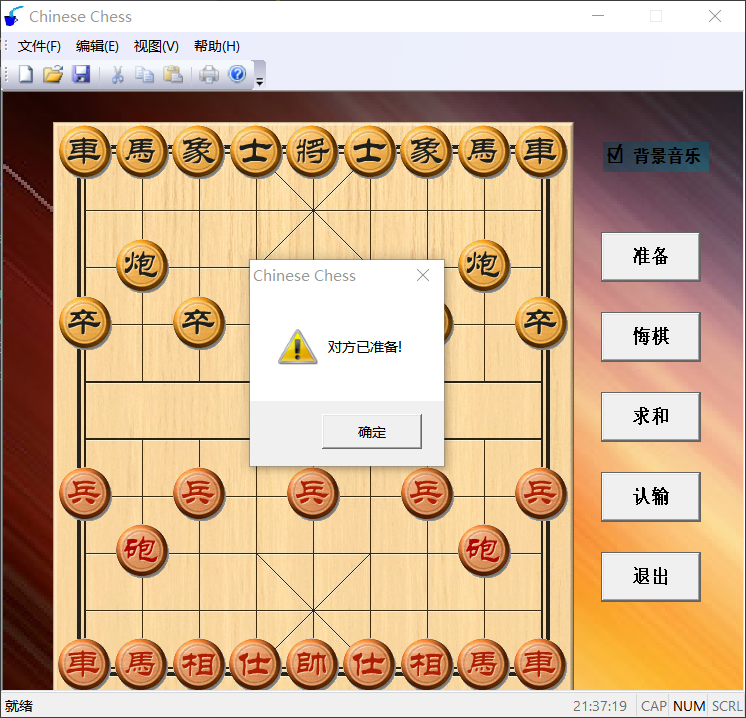 Chinese Chess
文件(F) 编辑(E) 视图(V) 帮助(H)
車 馬 象 士 將 士 象 馬 車
背景音乐
炮 炮
准备
Chinese Chess
卒 卒 卒
悔棋
对方已准备!
求和
确定
兵 兵 兵 兵 兵
认输
砲 砲
退出
車 馬 相 仕 帥 仕 相 馬 車
就绪 21:37:19 CAP NUM SCRL